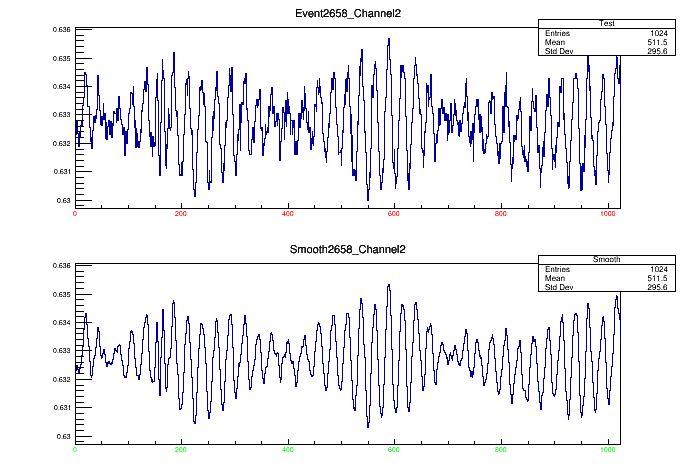 Event2658_Channel2
Test
Entries 1024
Mean 511.5
Std Dev 295.6
0.636
0.635
0.634
0.633
0.632
0.631
0.63
0 200 400 600 800 1000
Smooth2658_Channel2
Smooth
Entries 1024
Mean 511.5
Std Dev 295.6
0.636
0.635
0.634
0.633
0.632
0.631
0.63
0 200 400 600 800 1000